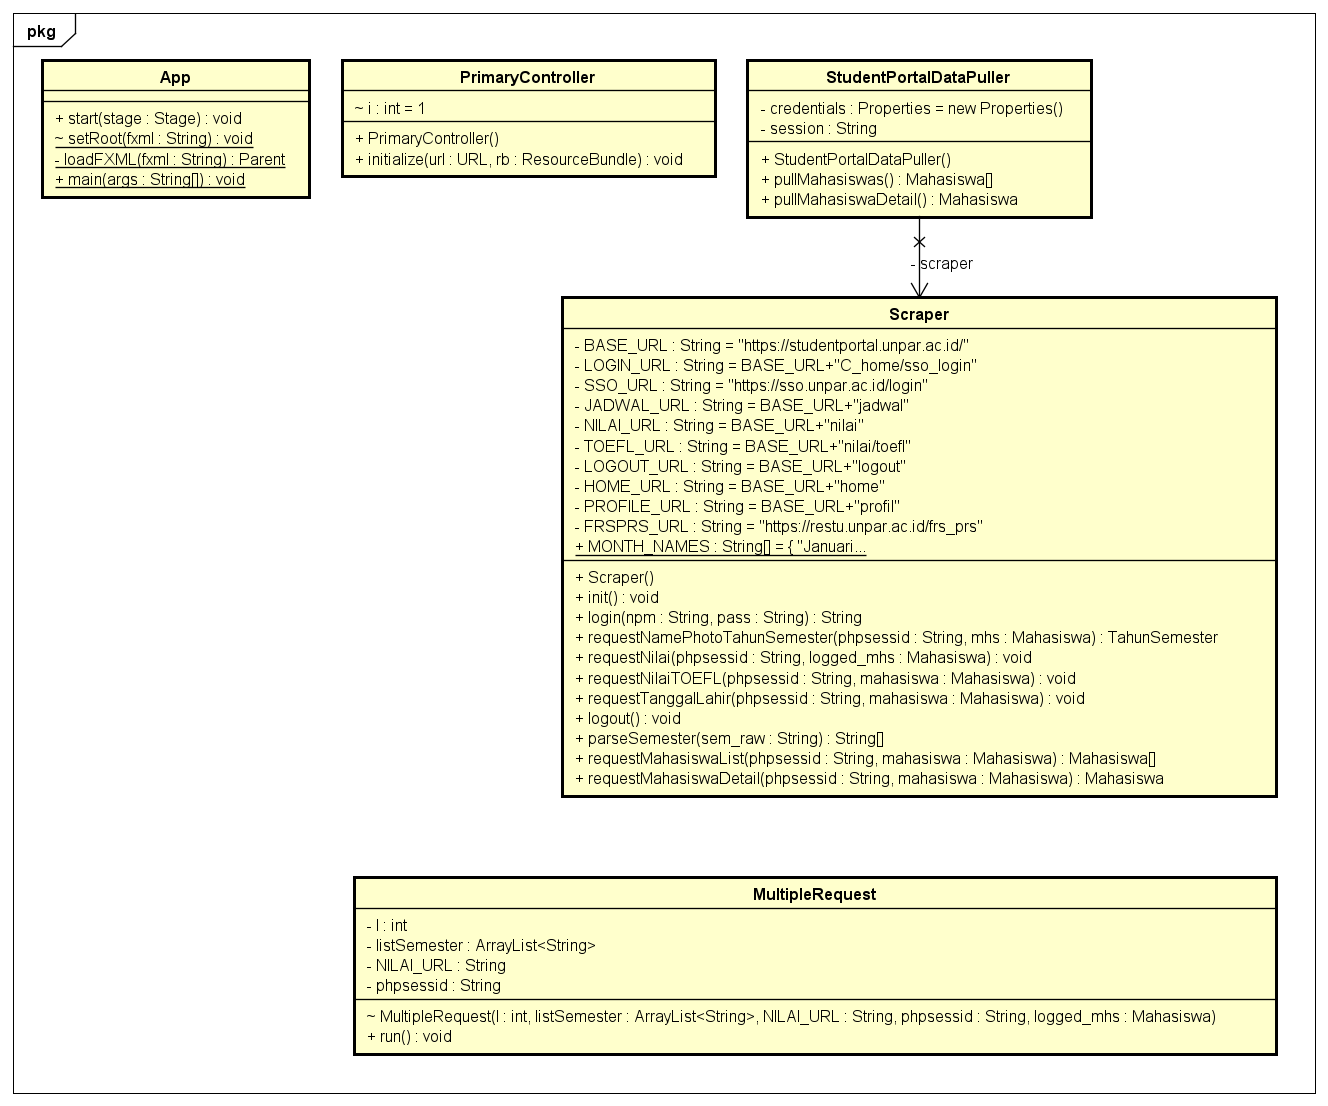 pkg
App
+ start(stage : Stage) : void
~ setRoot(fxml : String) : void
- loadFXML(fxml : String) : Parent
+ main(args : String[]) : void
PrimaryController
~ i : int = 1
+ PrimaryController()
+ initialize(url : URL, rb : ResourceBundle) : void
StudentPortalDataPuller
- credentials : Properties = new Properties()
- session : String
+ StudentPortalDataPuller()
+ pullMahasiswas() : Mahasiswa[]
+ pullMahasiswaDetail() : Mahasiswa
- scraper
Scraper
- BASE_URL : String = "https://studentportal.unpar.ac.id/"
- LOGIN_URL : String = BASE_URL+"C_home/sso_login"
- SSO_URL : String = "https://sso.unpar.ac.id/login"
- JADWAL_URL : String = BASE_URL+"jadwal"
- NILAI_URL : String = BASE_URL+"nilai"
- TOEFL_URL : String = BASE_URL+"nilai/toefl"
- LOGOUT_URL : String = BASE_URL+"logout"
- HOME_URL : String = BASE_URL+"home"
- PROFILE_URL : String = BASE_URL+"profil"
- FRSPRS_URL : String = "https://restu.unpar.ac.id/frs_prs"
+ MONTH_NAMES : String[] = { "Januari...
+ Scraper()
+ init() : void
+ login(npm : String, pass : String) : String
+ requestNamePhotoTahunSemester(phpsessid : String, mhs : Mahasiswa) : TahunSemester
+ requestNilai(phpsessid : String, logged_mhs : Mahasiswa) : void
+ requestNilaiTOEFL(phpsessid : String, mahasiswa : Mahasiswa) : void
+ requestTanggalLahir(phpsessid : String, mahasiswa : Mahasiswa) : void
+ logout() : void
+ parseSemester(sem_raw : String) : String[]
+ requestMahasiswaList(phpsessid : String, mahasiswa : Mahasiswa) : Mahasiswa[]
+ requestMahasiswaDetail(phpsessid : String, mahasiswa : Mahasiswa) : Mahasiswa
MultipleRequest
- l : int
- listSemester : ArrayList<String>
- NILAI_URL : String
- phpsessid : String
~ MultipleRequest(l : int, listSemester : ArrayList<String>, NILAI_URL : String, phpsessid : String, logged_mhs : Mahasiswa)
+ run() : void